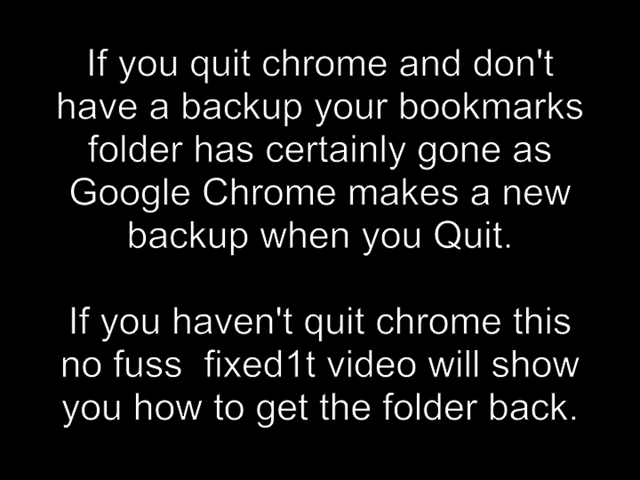 If you quit chrome and don't
have a backup your bookmarks
folder has certainly gone as
Google Chrome makes a new
backup when you Quit.
If you haven't quit chrome this
no fuss  fixed1t video will show
you how to get the folder back.